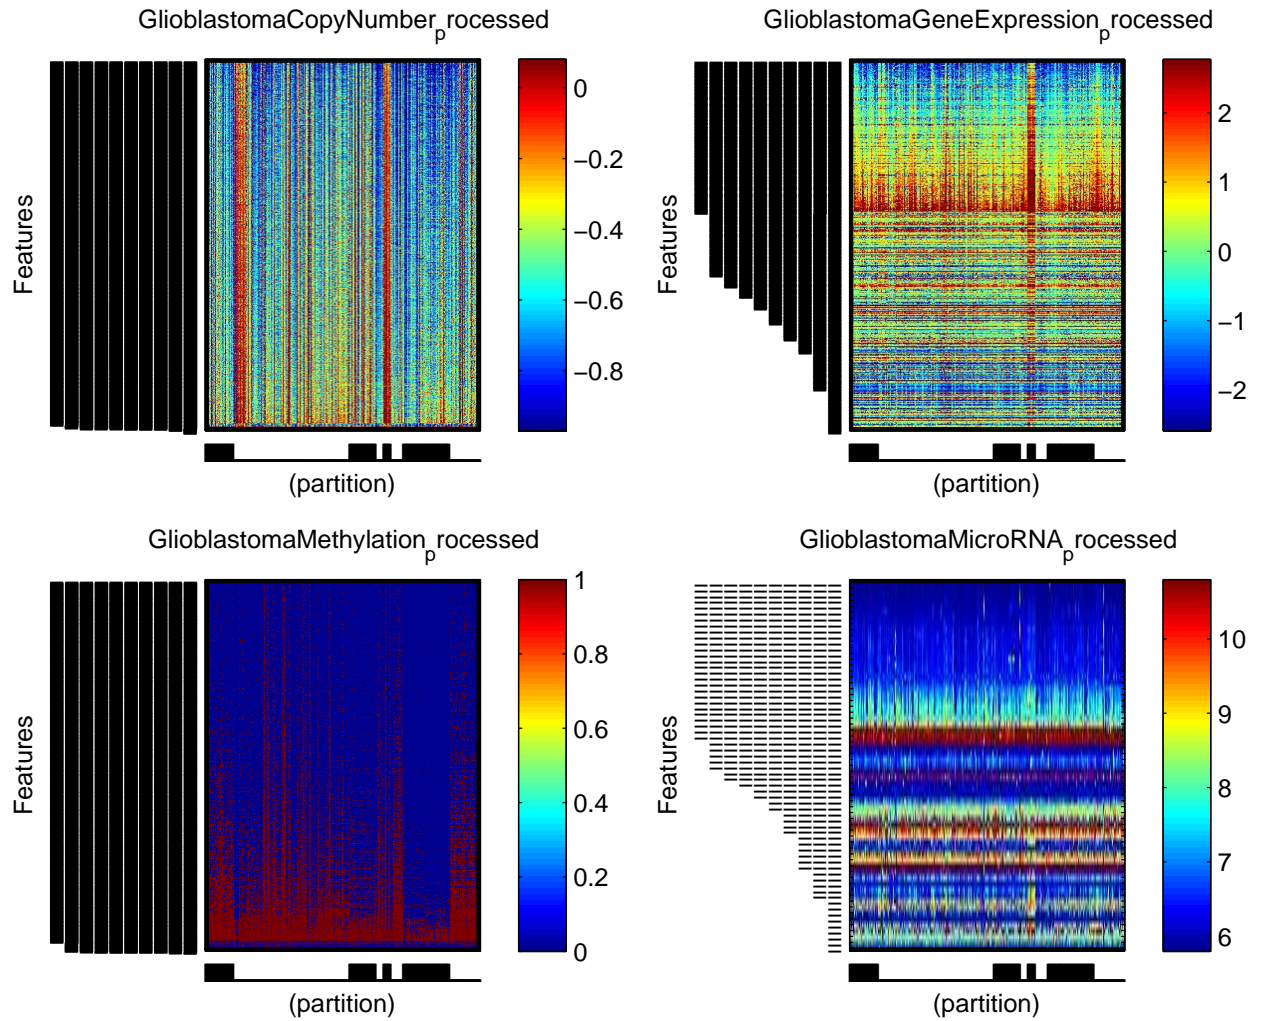 GlioblastomaCopyNumber_processed
Features
0
−0.2
−0.4
−0.6
−0.8
(partition)
GlioblastomaGeneExpression_processed
Features
2
1
0
−1
−2
(partition)
GlioblastomaMethylation_processed
Features
1
0.8
0.6
0.4
0.2
0
(partition)
GlioblastomaMicroRNA_processed
Features
10
9
8
7
6
(partition)